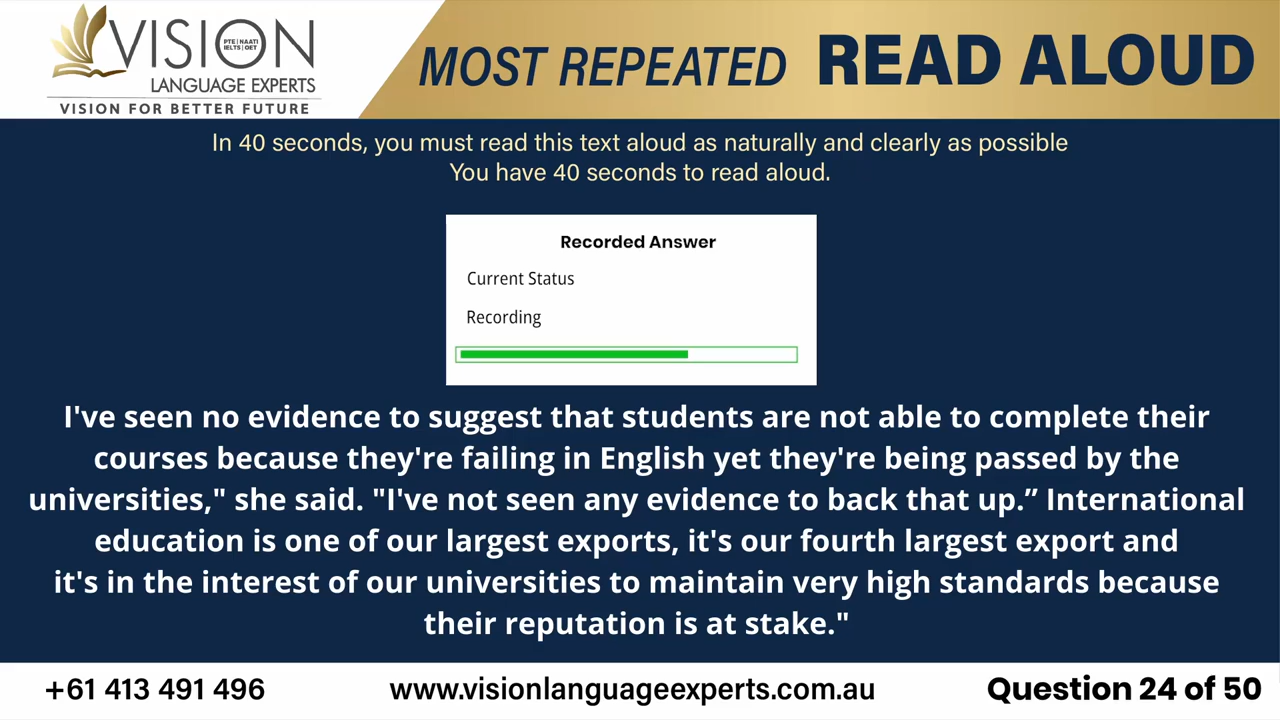 VISION
PTE | NAATI
IELTS | OET
LANGUAGE EXPERTS
VISION FOR BETTER FUTURE
MOST REPEATED READ ALOUD
In 40 seconds, you must read this text aloud as naturally and clearly as possible
You have 40 seconds to read aloud.
Recorded Answer
Current Status
Recording
I've seen no evidence to suggest that students are not able to complete their
courses because they're failing in English yet they're being passed by the
universities," she said. "I've not seen any evidence to back that up.” International
education is one of our largest exports, it's our fourth largest export and
it's in the interest of our universities to maintain very high standards because
their reputation is at stake."
+61 413 491 496
www.visionlanguageexperts.com.au
Question 24 of 50